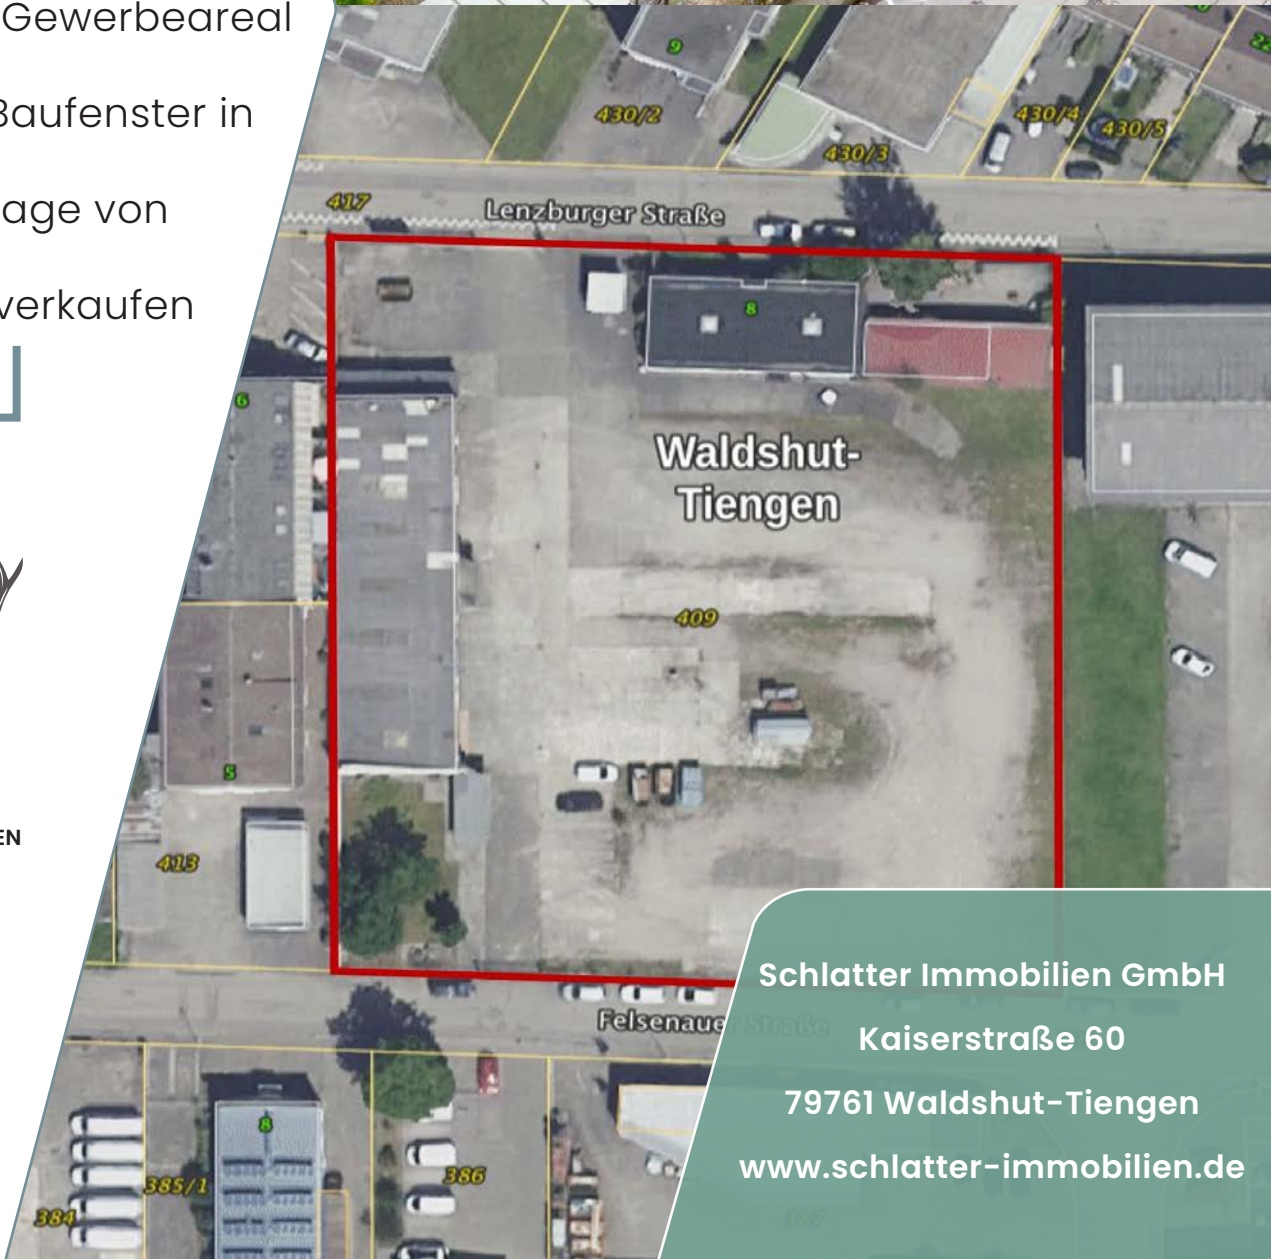 Gewerbeareal
Baufenster in
age von
verkaufen
EN
9
22
430/2
430/3
430/4
430/5
417
Lenzburger Straße
8
6
Waldshut-
Tiengen
409
5
413
Felsenauer Straße
8
385/1
386
384
387
Schlatter Immobilien GmbH
Kaiserstraße 60
79761 Waldshut-Tiengen
www.schlatter-immobilien.de